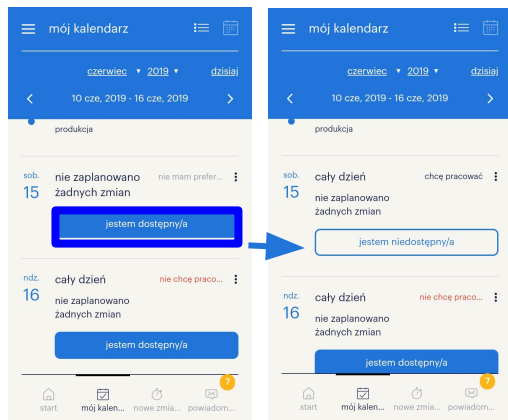 mój kalendarz
czerwiec ▾ 2019 ▾ dzisiaj
10 cze, 2019 - 16 cze, 2019
produkcja
sob. nie zaplanowano nie mam prefer...
15 żadnych zmian
jestem dostępny/a
ndz. cały dzień nie chcę praco...
16 nie zaplanowano
żadnych zmian
jestem dostępny/a
7
start mój kalen... nowe zmia... powiadom...
mój kalendarz
czerwiec ▾ 2019 ▾ dzisiaj
10 cze, 2019 - 16 cze, 2019
produkcja
sob. cały dzień chcę pracować
15 nie zaplanowano
żadnych zmian
jestem niedostępny/a
ndz. cały dzień nie chcę praco...
16 nie zaplanowano
żadnych zmian
jestem dostępny/a
7
start mój kalen... nowe zmia... powiadom...